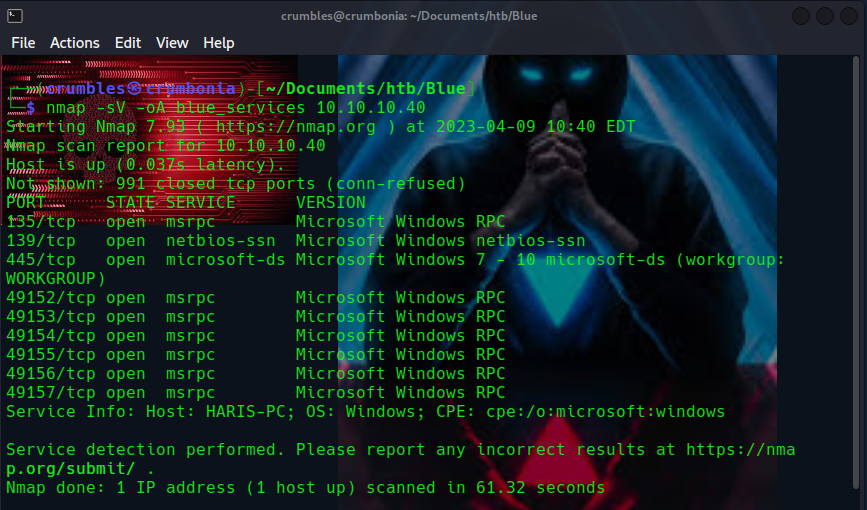 crumbles@crumbonia: ~/Documents/htb/Blue
File Actions Edit View Help
(crumbles㉿crumbonia)-[~/Documents/htb/Blue]
$ nmap -sV -oA blue_services 10.10.10.40
Starting Nmap 7.93 ( https://nmap.org ) at 2023-04-09 10:40 EDT
Nmap scan report for 10.10.10.40
Host is up (0.037s latency).
Not shown: 991 closed tcp ports (conn-refused)
PORT      STATE SERVICE      VERSION
135/tcp   open  msrpc        Microsoft Windows RPC
139/tcp   open  netbios-ssn  Microsoft Windows netbios-ssn
445/tcp   open  microsoft-ds Microsoft Windows 7 - 10 microsoft-ds (workgroup:
WORKGROUP)
49152/tcp open  msrpc        Microsoft Windows RPC
49153/tcp open  msrpc        Microsoft Windows RPC
49154/tcp open  msrpc        Microsoft Windows RPC
49155/tcp open  msrpc        Microsoft Windows RPC
49156/tcp open  msrpc        Microsoft Windows RPC
49157/tcp open  msrpc        Microsoft Windows RPC
Service Info: Host: HARIS-PC; OS: Windows; CPE: cpe:/o:microsoft:windows
Service detection performed. Please report any incorrect results at https://nma
p.org/submit/ .
Nmap done: 1 IP address (1 host up) scanned in 61.32 seconds